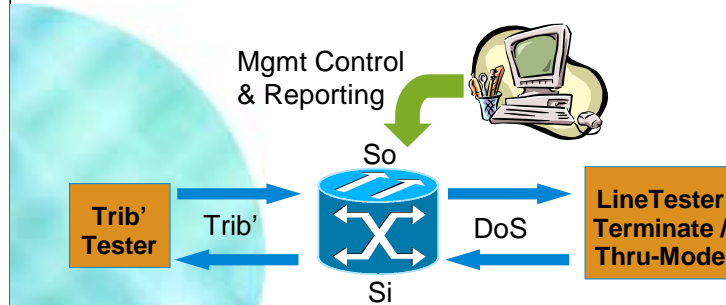 Mgmt Control
& Reporting
So
Trib'
Tester
Trib'
DoS
LineTester
Terminate /
Thru-Mode
Si